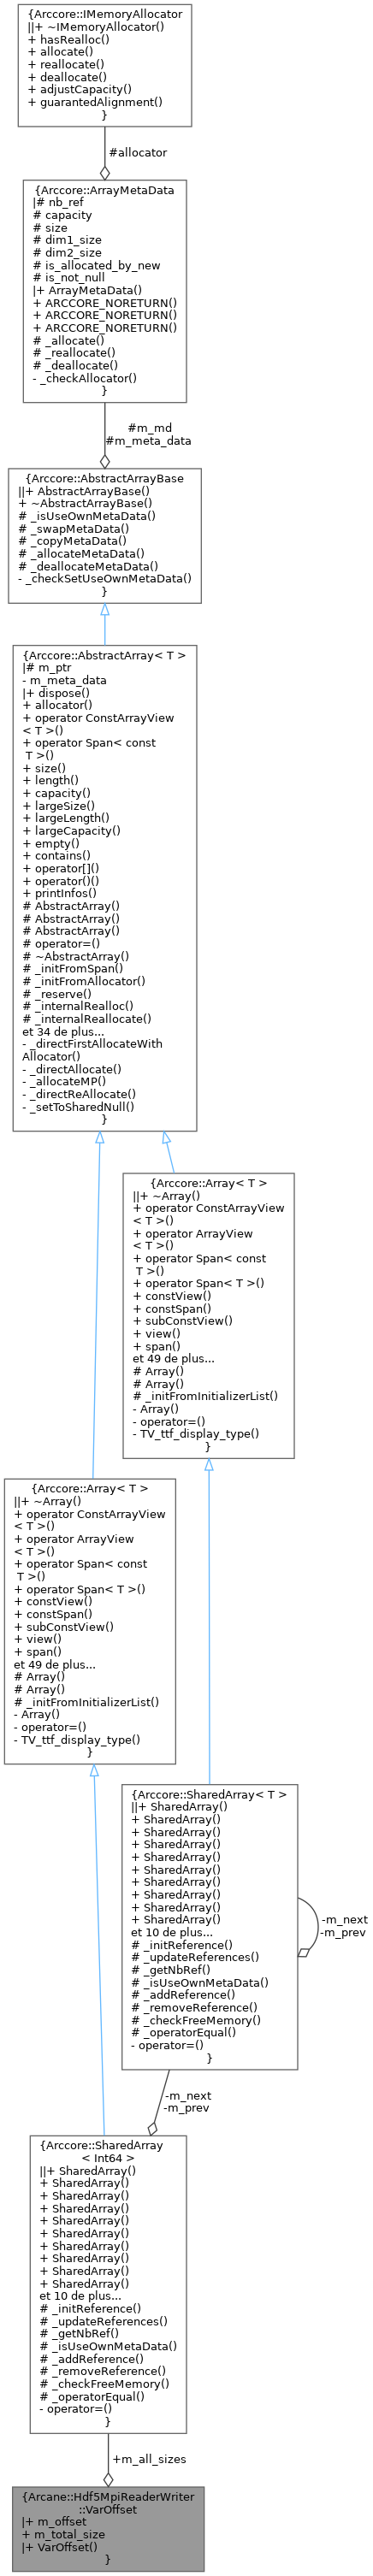 {Arccore::IMemoryAllocator
||+ ~IMemoryAllocator()
+ hasRealloc()
+ allocate()
+ reallocate()
+ deallocate()
+ adjustCapacity()
+ guarantedAlignment()
}
#allocator
{Arccore::ArrayMetaData
|# nb_ref
# capacity
# size
# dim1_size
# dim2_size
# is_allocated_by_new
# is_not_null
|+ ArrayMetaData()
+ ARCCORE_NORETURN()
+ ARCCORE_NORETURN()
+ ARCCORE_NORETURN()
# _allocate()
# _reallocate()
# _deallocate()
- _checkAllocator()
}
#m_md
#m_meta_data
{Arccore::AbstractArrayBase
||+ AbstractArrayBase()
+ ~AbstractArrayBase()
# _isUseOwnMetaData()
# _swapMetaData()
# _copyMetaData()
# _allocateMetaData()
# _deallocateMetaData()
- _checkSetUseOwnMetaData()
}
{Arccore::AbstractArray< T >
|# m_ptr
- m_meta_data
|+ dispose()
+ allocator()
+ operator ConstArrayView
< T >()
+ operator Span< const
T >()
+ size()
+ length()
+ capacity()
+ largeSize()
+ largeLength()
+ largeCapacity()
+ empty()
+ contains()
+ operator[]()
+ operator()()
+ printInfos()
# AbstractArray()
# AbstractArray()
# AbstractArray()
# operator=()
# ~AbstractArray()
# _initFromSpan()
# _initFromAllocator()
# _reserve()
# _internalRealloc()
# _internalReallocate()
et 34 de plus...
- _directFirstAllocateWith
Allocator()
- _directAllocate()
- _allocateMP()
- _directReAllocate()
- _setToSharedNull()
}
{Arccore::Array< T >
||+ ~Array()
+ operator ConstArrayView
< T >()
+ operator ArrayView
< T >()
+ operator Span< const
T >()
+ operator Span< T >()
+ constView()
+ constSpan()
+ subConstView()
+ view()
+ span()
et 49 de plus...
# Array()
# Array()
# _initFromInitializerList()
- Array()
- operator=()
- TV_ttf_display_type()
}
{Arccore::Array< T >
||+ ~Array()
+ operator ConstArrayView
< T >()
+ operator ArrayView
< T >()
+ operator Span< const
T >()
+ operator Span< T >()
+ constView()
+ constSpan()
+ subConstView()
+ view()
+ span()
et 49 de plus...
# Array()
# Array()
# _initFromInitializerList()
- Array()
- operator=()
- TV_ttf_display_type()
}
{Arccore::SharedArray< T >
||+ SharedArray()
+ SharedArray()
+ SharedArray()
+ SharedArray()
+ SharedArray()
+ SharedArray()
+ SharedArray()
+ SharedArray()
+ SharedArray()
+ SharedArray()
et 10 de plus...
# _initReference()
# _updateReferences()
# _getNbRef()
# _isUseOwnMetaData()
# _addReference()
# _removeReference()
# _checkFreeMemory()
# _operatorEqual()
- operator=()
}
-m_next
-m_prev
-m_next
-m_prev
{Arccore::SharedArray
< Int64 >
||+ SharedArray()
+ SharedArray()
+ SharedArray()
+ SharedArray()
+ SharedArray()
+ SharedArray()
+ SharedArray()
+ SharedArray()
+ SharedArray()
+ SharedArray()
et 10 de plus...
# _initReference()
# _updateReferences()
# _getNbRef()
# _isUseOwnMetaData()
# _addReference()
# _removeReference()
# _checkFreeMemory()
# _operatorEqual()
- operator=()
}
+m_all_sizes
{Arcane::Hdf5MpiReaderWriter
::VarOffset
|+ m_offset
+ m_total_size
|+ VarOffset()
}